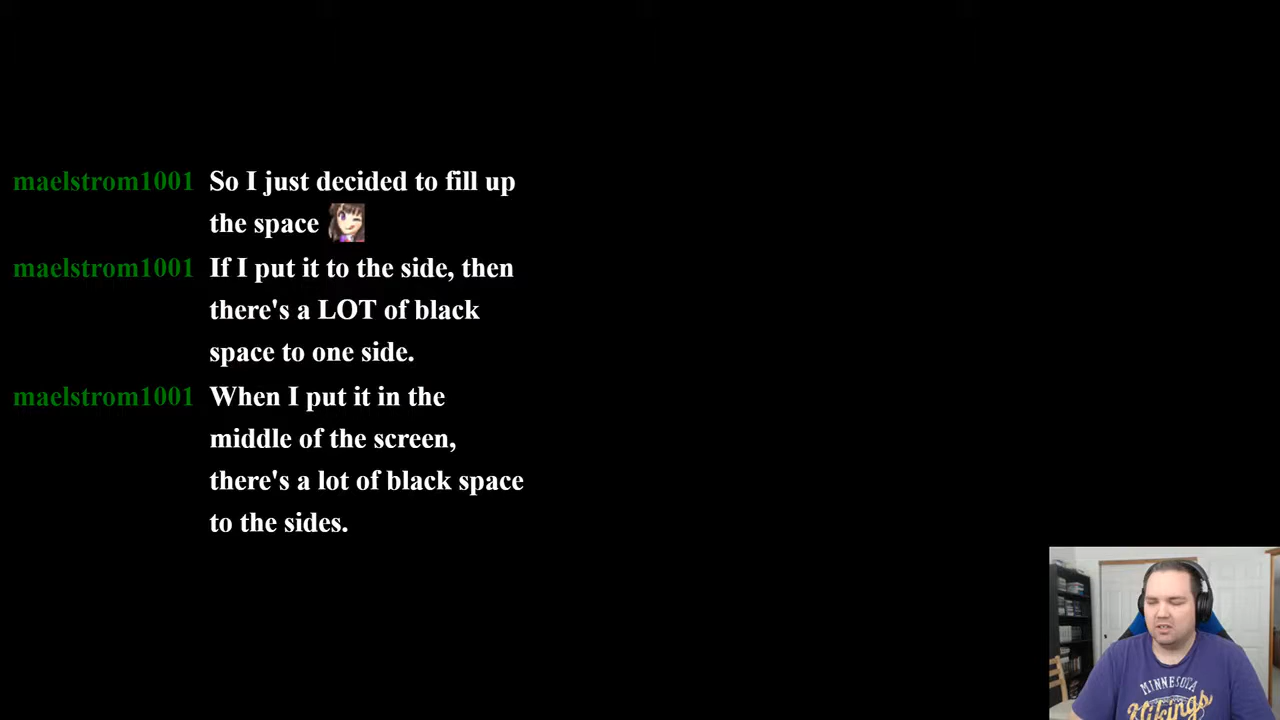 maelstrom1001 So I just decided to fill up
the space
maelstrom1001 If I put it to the side, then
there's a LOT of black
space to one side.
maelstrom1001 When I put it in the
middle of the screen,
there's a lot of black space
to the sides.
MINNESOTA
Vikings